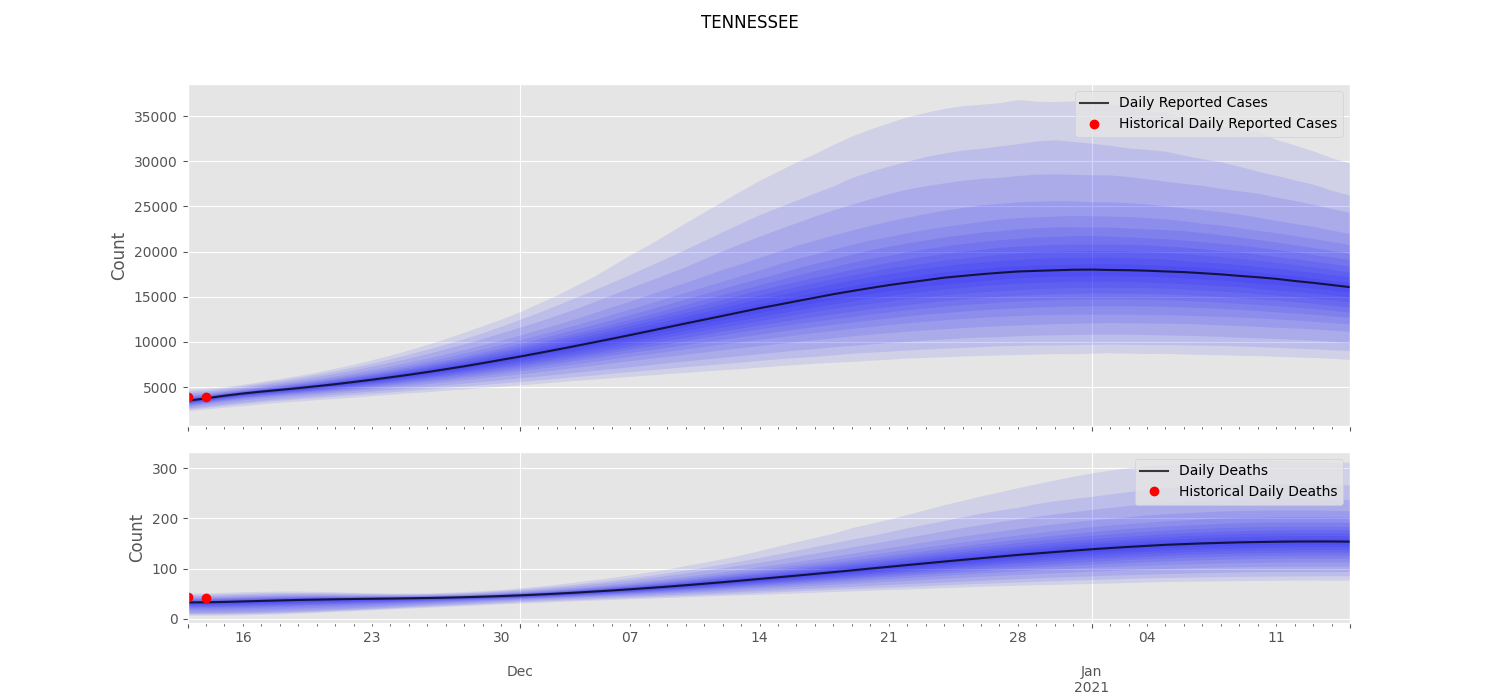 TENNESSEE
Daily Reported Cases
Historical Daily Reported Cases
Count
35000
30000
25000
20000
15000
10000
5000
Daily Deaths
Historical Daily Deaths
Count
300
200
100
0
16 23 30 07 14 21 28 04 11
Dec Jan
2021